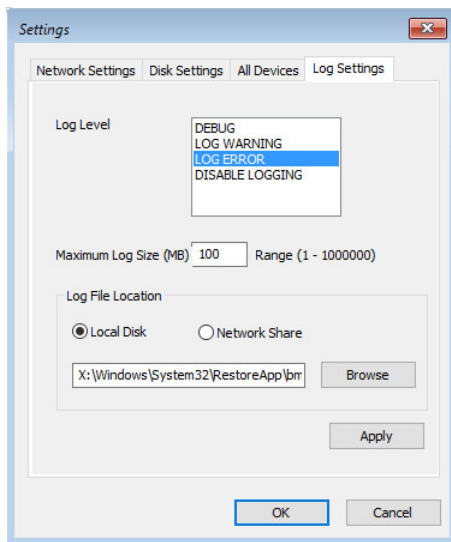 Settings
Network Settings Disk Settings All Devices Log Settings
Log Level
DEBUG
LOG WARNING
LOG ERROR
DISABLE LOGGING
Maximum Log Size (MB) 100 Range (1 - 1000000)
Log File Location
Local Disk Network Share
X:\Windows\System32\RestoreApp\bm Browse
Apply
OK Cancel